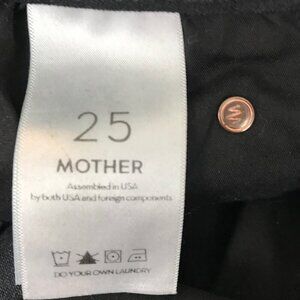 25
MOTHER
Assembled in USA
by both USA and foreign components
DO YOUR OWN LAUNDRY
M